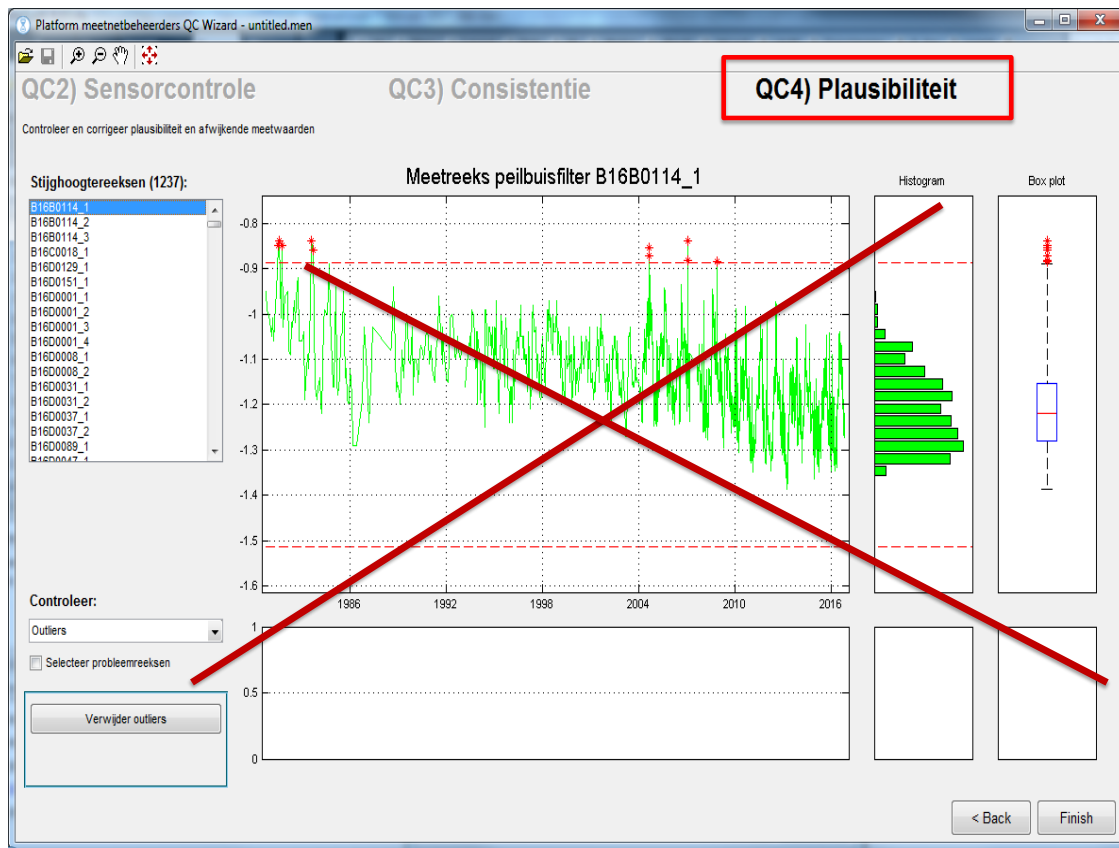 Platform meetnetbeheerders QC Wizard - untitled.men
QC2) Sensorcontrole
QC3) Consistentie
QC4) Plausibiliteit
Controleer en corrigeer plausibiliteit en afwijkende meetwaarden
Stijghoogtereeksen (1237):
B16B0114_1
B16B0114_2
B16B0114_3
B16C0018_1
B16D0129_1
B16D0151_1
B16D0001_1
B16D0001_2
B16D0001_3
B16D0001_4
B16D0008_1
B16D0008_2
B16D0031_1
B16D0031_2
B16D0037_1
B16D0037_2
B16D0089_1
B16D0047_1
Meetreeks peilbuisfilter B16B0114_1
-0.8
-0.9
-1
-1.1
-1.2
-1.3
-1.4
-1.5
-1.6
1986
1992
1998
2004
2010
2016
Histogram
Box plot
Controleer:
Outliers
Selecteer probleemreeksen
Verwijder outliers
1
0.5
0
< Back
Finish